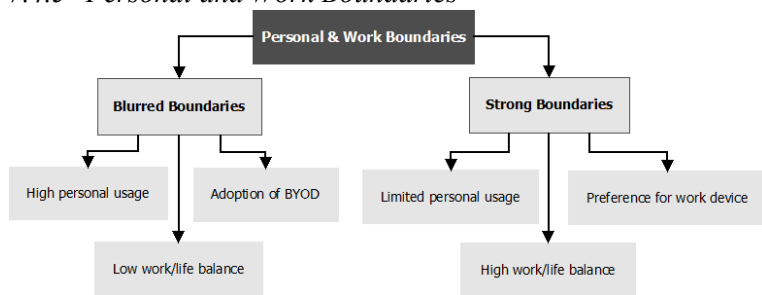 Personal and Work Boundaries
Personal & Work Boundaries
Blurred Boundaries
Strong Boundaries
High personal usage
Adoption of BYOD
Limited personal usage
Preference for work device
Low work/life balance
High work/life balance